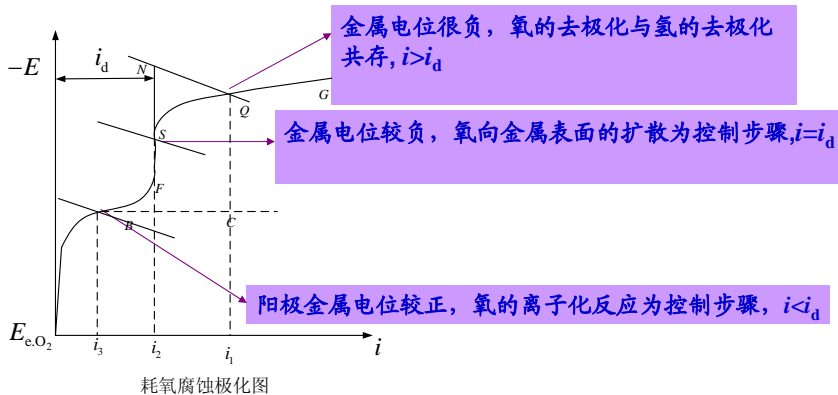 金属电位很负，氧的去极化与氢的去极化
共存, i>id
−E
id
N
Q
G
金属电位较负，氧向金属表面的扩散为控制步骤,i=id
S
F
B
C
阳极金属电位较正，氧的离子化反应为控制步骤，i<id
Ee.O2
i3
i2
i1
i
耗氧腐蚀极化图